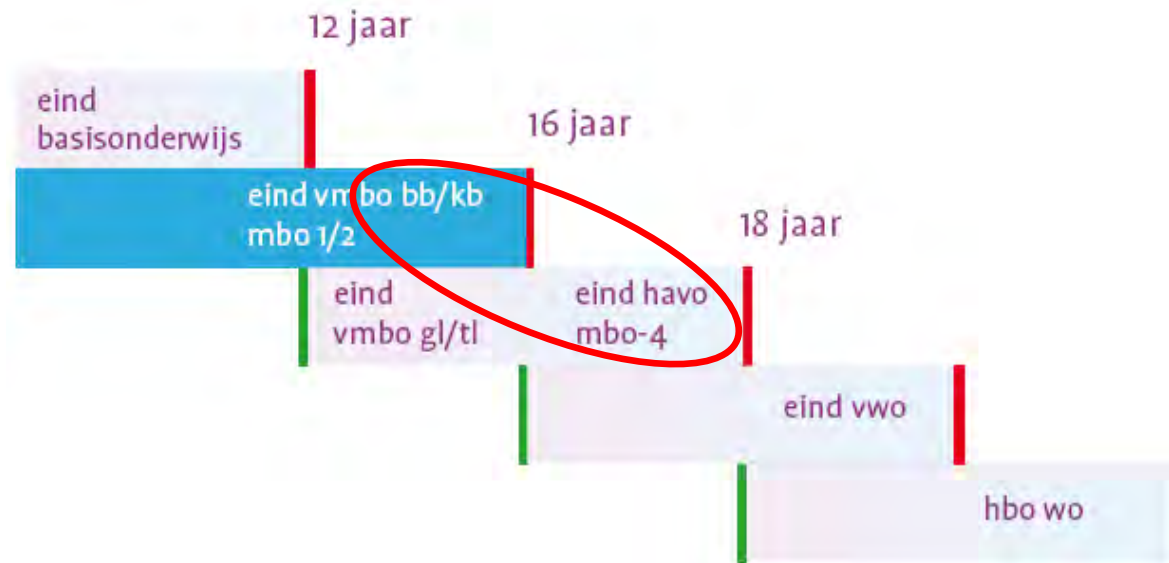 12 jaar
eind
basisonderwijs
16 jaar
eind vmbo bb/kb
mbo 1/2
18 jaar
eind
vmbo gl/tl
eind havo
mbo-4
eind vwo
hbo wo